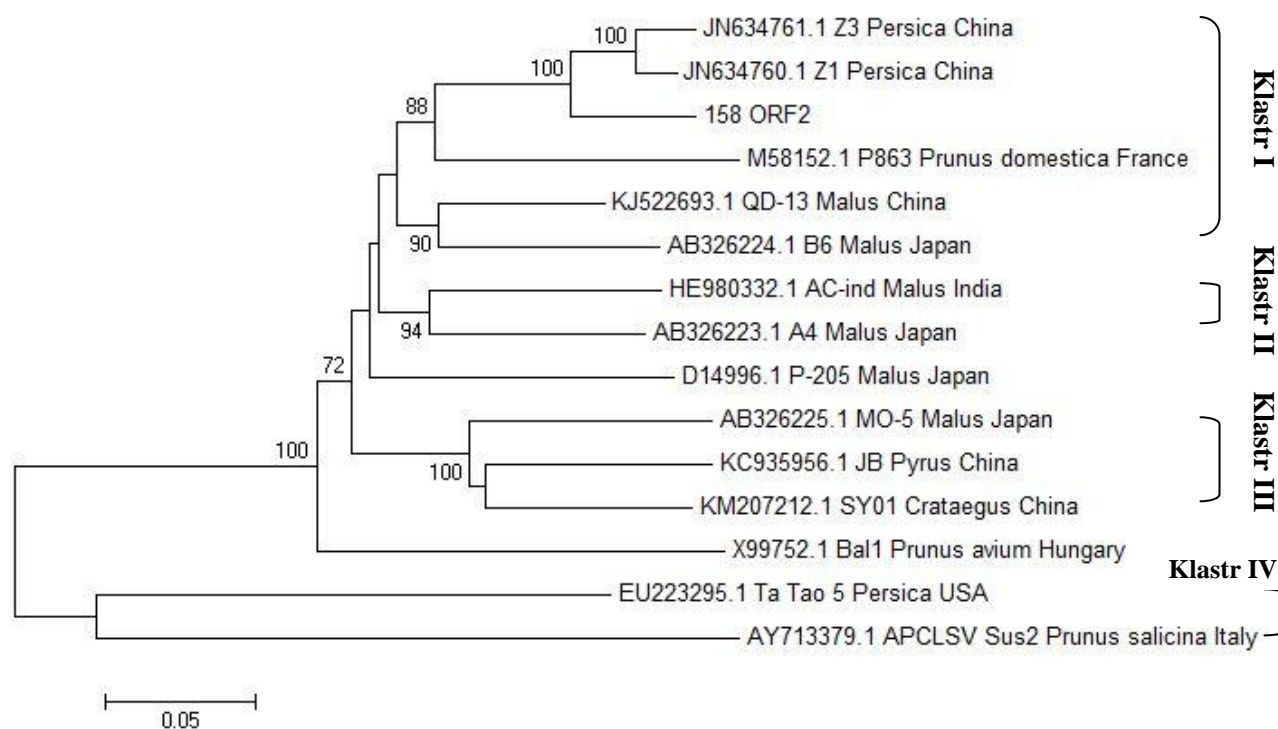 100
JN634761.1 Z3 Persica China
100
JN634760.1 Z1 Persica China
88
158 ORF2
M58152.1 P863 Prunus domestica France
Klastr I
KJ522693.1 QD-13 Malus China
90
AB326224.1 B6 Malus Japan
HE980332.1 AC-ind Malus India
94
AB326223.1 A4 Malus Japan
Klastr II
72
D14996.1 P-205 Malus Japan
AB326225.1 MO-5 Malus Japan
100
100
KC935956.1 JB Pyrus China
KM207212.1 SY01 Crataegus China
Klastr III
X99752.1 Bal1 Prunus avium Hungary
Klastr IV
EU223295.1 Ta Tao 5 Persica USA
AY713379.1 APCLSV Sus2 Prunus salicina Italy
0.05